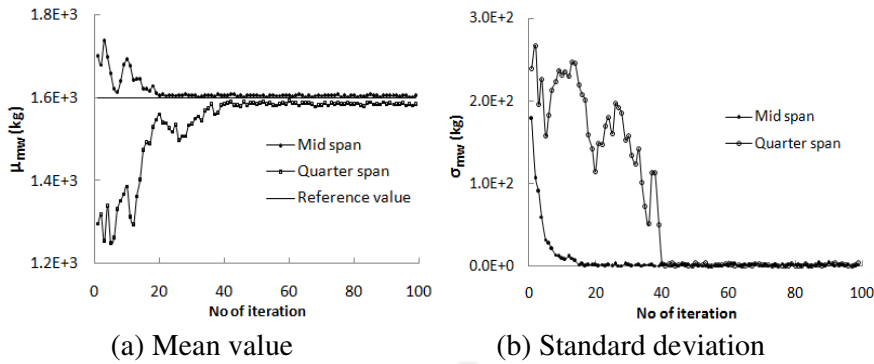 1.8E+3
1.6E+3
1.4E+3
1.2E+3
μmw (kg)
Mid span
Quarter span
Reference value
0 20 40 60 80 100
No of iteration
(a) Mean value
3.0E+2
2.0E+2
1.0E+2
0.0E+0
σmw (kg)
Mid span
Quarter span
0 20 40 60 80 100
No of iteration
(b) Standard deviation